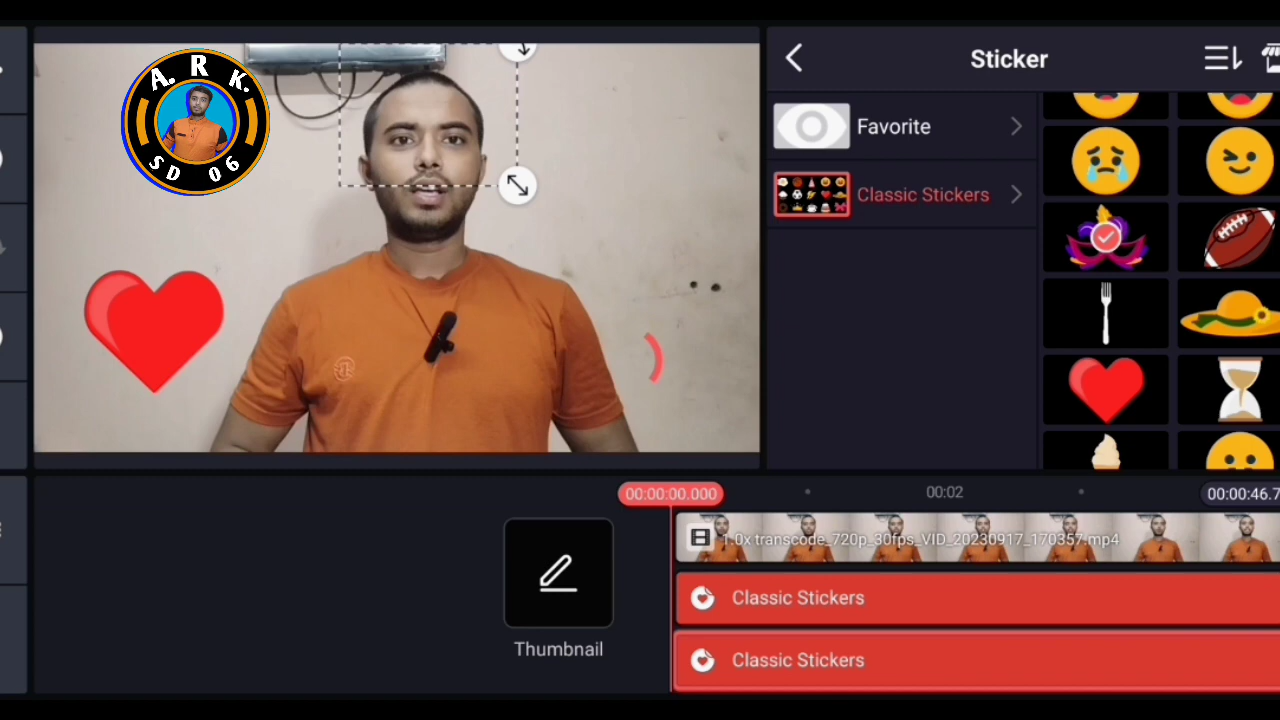 A. R K.
SD 06
Sticker
Favorite
Classic Stickers
00:00:00.000
00:02
00:00:46.7
1.0x transcode_720p_30fps_VID_20230917_170357.mp4
Classic Stickers
Thumbnail
Classic Stickers